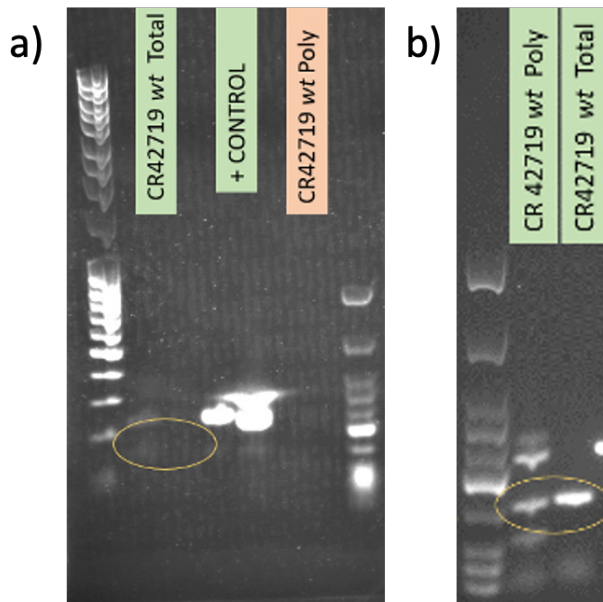 a)
CR42719 wt Total
+ CONTROL
CR42719 wt Poly
b)
CR 42719 wt Poly
CR42719 wt Total